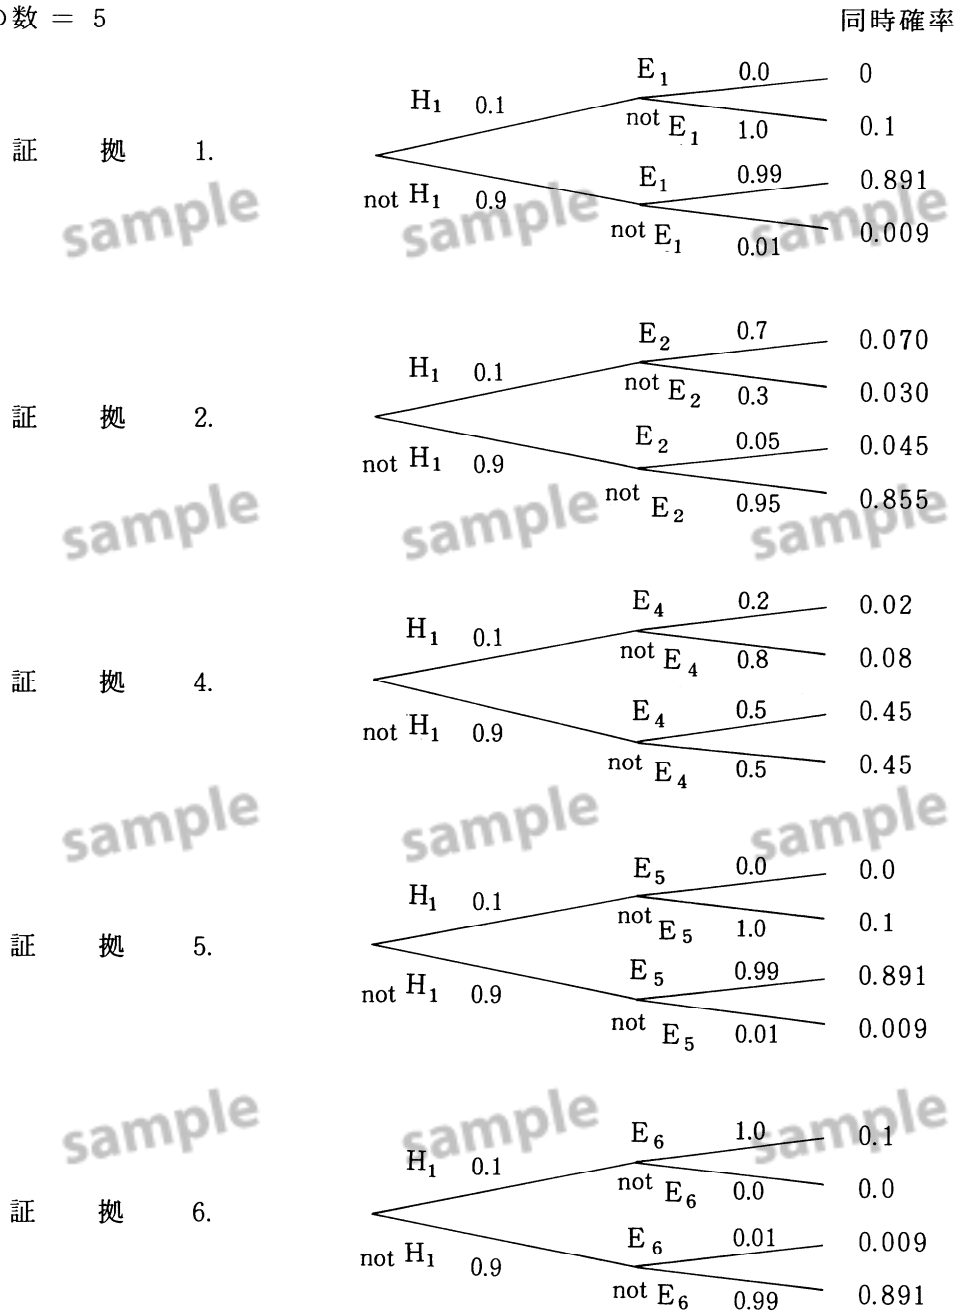 の数 = 5
同時確率
証 拠 1.
H₁ 0.1
not H₁ 0.9
E₁ 0.0 0
not E₁ 1.0 0.1
E₁ 0.99 0.891
not E₁ 0.01 0.009
証 拠 2.
H₁ 0.1
not H₁ 0.9
E₂ 0.7 0.070
not E₂ 0.3 0.030
E₂ 0.05 0.045
not E₂ 0.95 0.855
証 拠 4.
H₁ 0.1
not H₁ 0.9
E₄ 0.2 0.02
not E₄ 0.8 0.08
E₄ 0.5 0.45
not E₄ 0.5 0.45
証 拠 5.
H₁ 0.1
not H₁ 0.9
E₅ 0.0 0.0
not E₅ 1.0 0.1
E₅ 0.99 0.891
not E₅ 0.01 0.009
証 拠 6.
H₁ 0.1
not H₁ 0.9
E₆ 1.0 0.1
not E₆ 0.0 0.0
E₆ 0.01 0.009
not E₆ 0.99 0.891
sample sample sample
sample sample sample
sample sample sample
sample sample sample